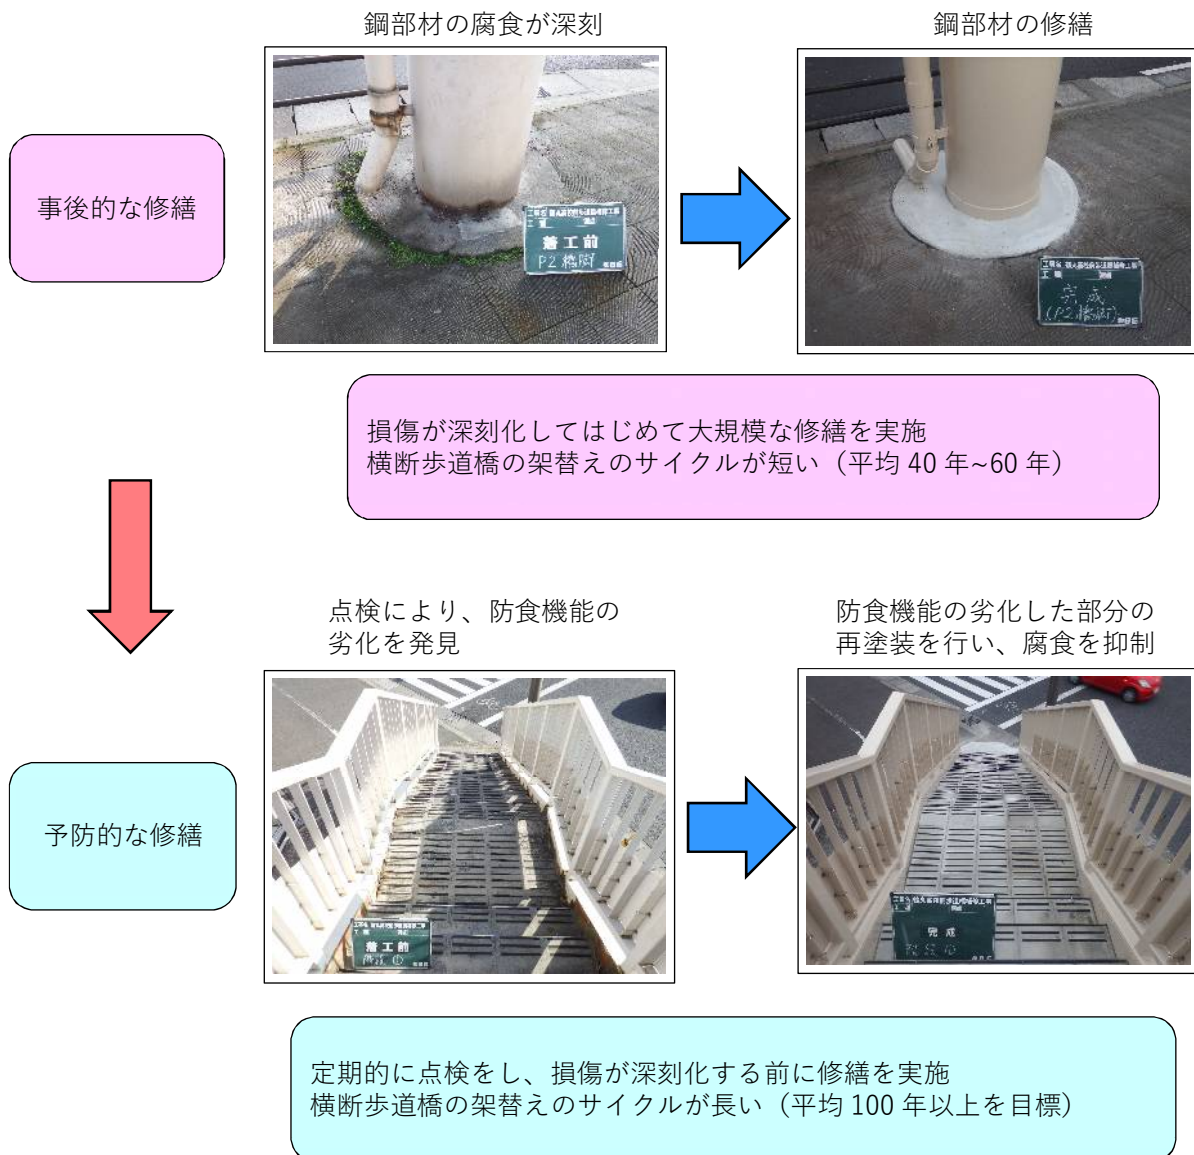 鋼部材の腐食が深刻
鋼部材の修繕
事後的な修繕
着工前
P2橋脚
完成
(P2橋脚)
損傷が深刻化してはじめて大規模な修繕を実施
横断歩道橋の架替えのサイクルが短い（平均 40 年~60 年）
点検により、防食機能の
劣化を発見
防食機能の劣化した部分の
再塗装を行い、腐食を抑制
予防的な修繕
着工前
完成
定期的に点検をし、損傷が深刻化する前に修繕を実施
横断歩道橋の架替えのサイクルが長い（平均 100 年以上を目標）